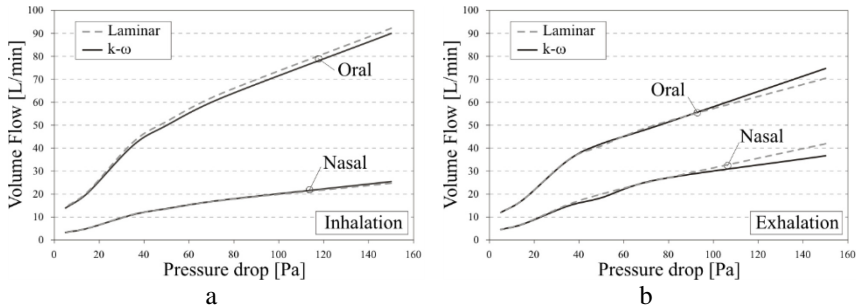 Volume Flow [L/min]
100
90
80
70
60
50
40
30
20
10
0
Laminar
k-ω
Oral
Nasal
Inhalation
0 20 40 60 80 100 120 140 160
Pressure drop [Pa]
a
Volume Flow [L/min]
100
90
80
70
60
50
40
30
20
10
0
Laminar
k-ω
Oral
Nasal
Exhalation
0 20 40 60 80 100 120 140 160
Pressure drop [Pa]
b